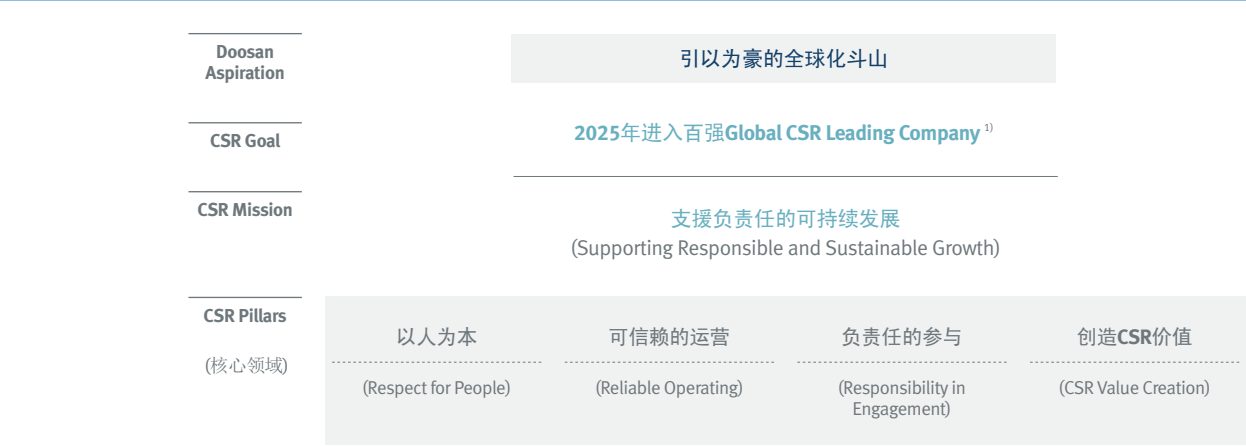 Doosan
Aspiration
引以为豪的全球化斗山
CSR Goal
2025年进入百强Global CSR Leading Company 1)
CSR Mission
支援负责任的可持续发展
(Supporting Responsible and Sustainable Growth)
CSR Pillars
(核心领域)
以人为本
(Respect for People)
可信赖的运营
(Reliable Operating)
负责任的参与
(Responsibility in
Engagement)
创造CSR价值
(CSR Value Creation)